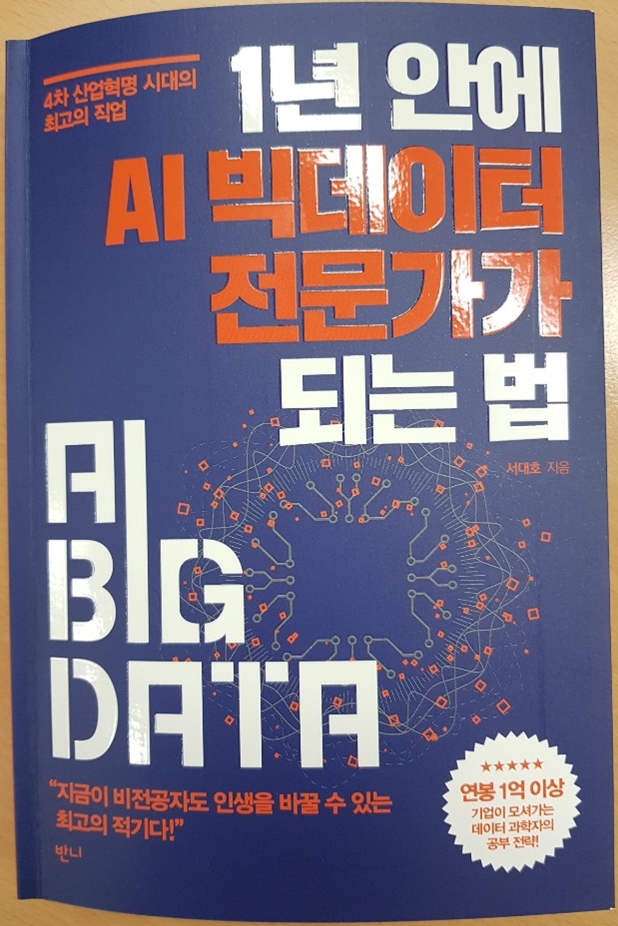 4차 산업혁명 시대의
최고의 직업
1년 안에
AI 빅데이터
전문가가
되는 법
서대호 지음
AI
BIG
DATA
“지금이 비전공자도 인생을 바꿀 수 있는
최고의 적기다!”
반니
★★★★★
연봉 1억 이상
기업이 모셔가는
데이터 과학자의
공부 전략!